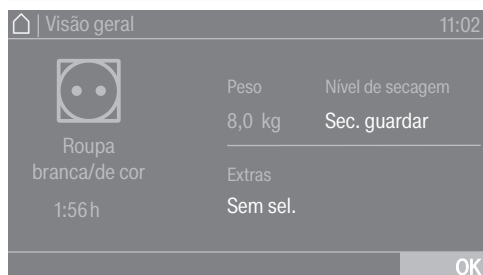 | Visão geral 11:02
Peso Nível de secagem
8,0 kg Sec. guardar
Roupa
branca/de cor
1:56 h
Extras
Sem sel.
OK